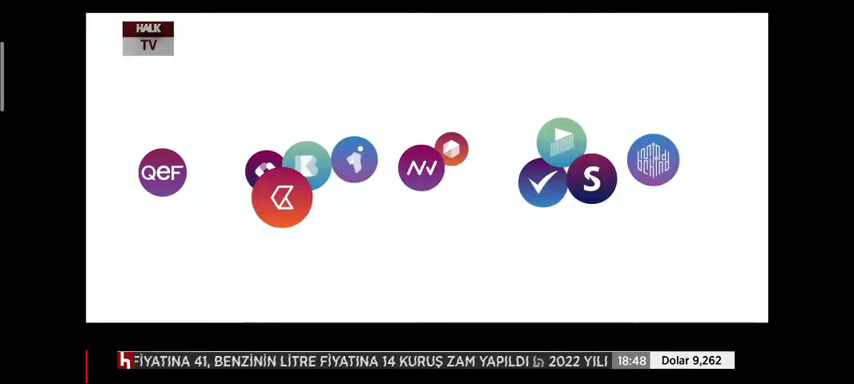 HALK
TV
QEF
B
1
S
FİYATINA 41, BENZİNİN LİTRE FİYATINA 14 KURUŞ ZAM YAPILDI h 2022 YILI
18:48
Dolar 9,262